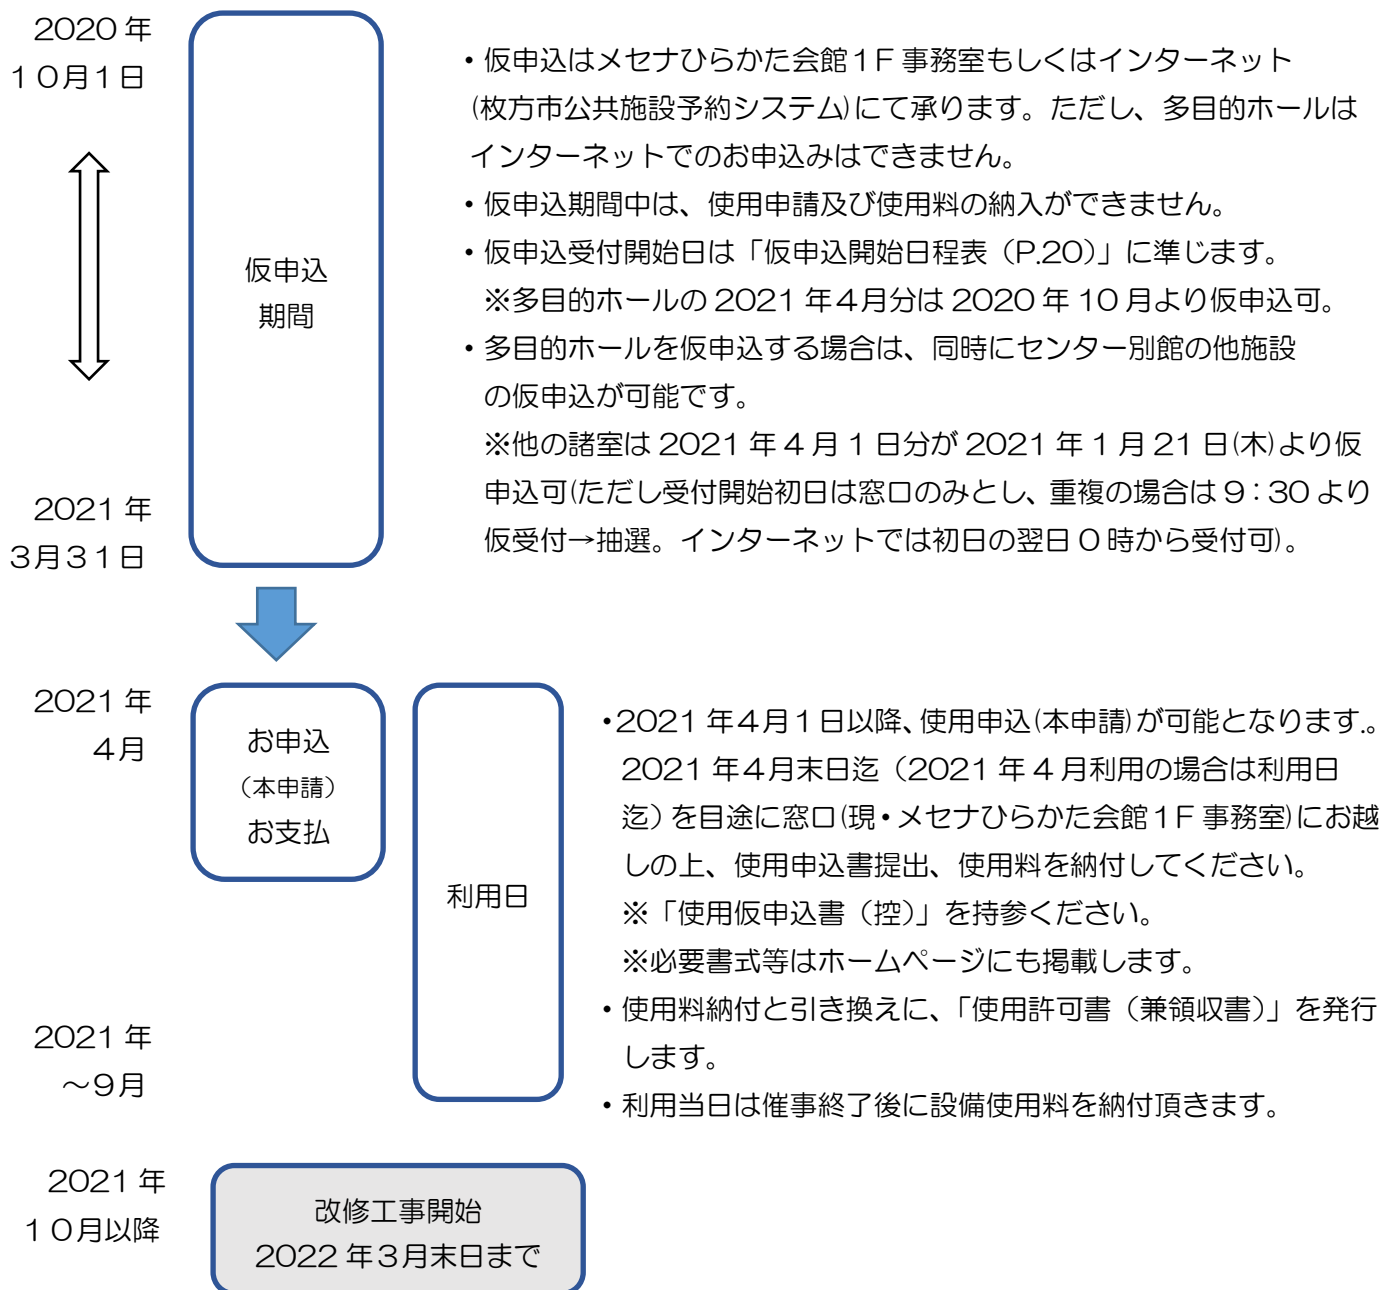 2020年
10月1日
仮申込
期間
2021年
3月31日
・仮申込はメセナひらかた会館1F事務室もしくはインターネット
(枚方市公共施設予約システム)にて承ります。ただし、多目的ホールは
インターネットでのお申込みはできません。
・仮申込期間中は、使用申請及び使用料の納入ができません。
・仮申込受付開始日は「仮申込開始日程表（P.20）」に準じます。
※多目的ホールの2021年4月分は2020年10月より仮申込可。
・多目的ホールを仮申込する場合は、同時にセンター別館の他施設
の仮申込が可能です。
※他の諸室は2021年4月1日分が2021年1月21日(木)より仮
申込可(ただし受付開始初日は窓口のみとし、重複の場合は9：30より
仮受付→抽選。インターネットでは初日の翌日0時から受付可)。
2021年
4月
お申込
（本申請）
お支払
利用日
2021年
～9月
・2021年4月1日以降、使用申込(本申請)が可能となります.。
2021年4月末日迄（2021年4月利用の場合は利用日
迄）を目途に窓口(現・メセナひらかた会館1F事務室)にお越
しの上、使用申込書提出、使用料を納付してください。
※「使用仮申込書（控）」を持参ください。
※必要書式等はホームページにも掲載します。
・使用料納付と引き換えに、「使用許可書（兼領収書）」を発行
します。
・利用当日は催事終了後に設備使用料を納付頂きます。
2021年
10月以降
改修工事開始
2022年3月末日まで